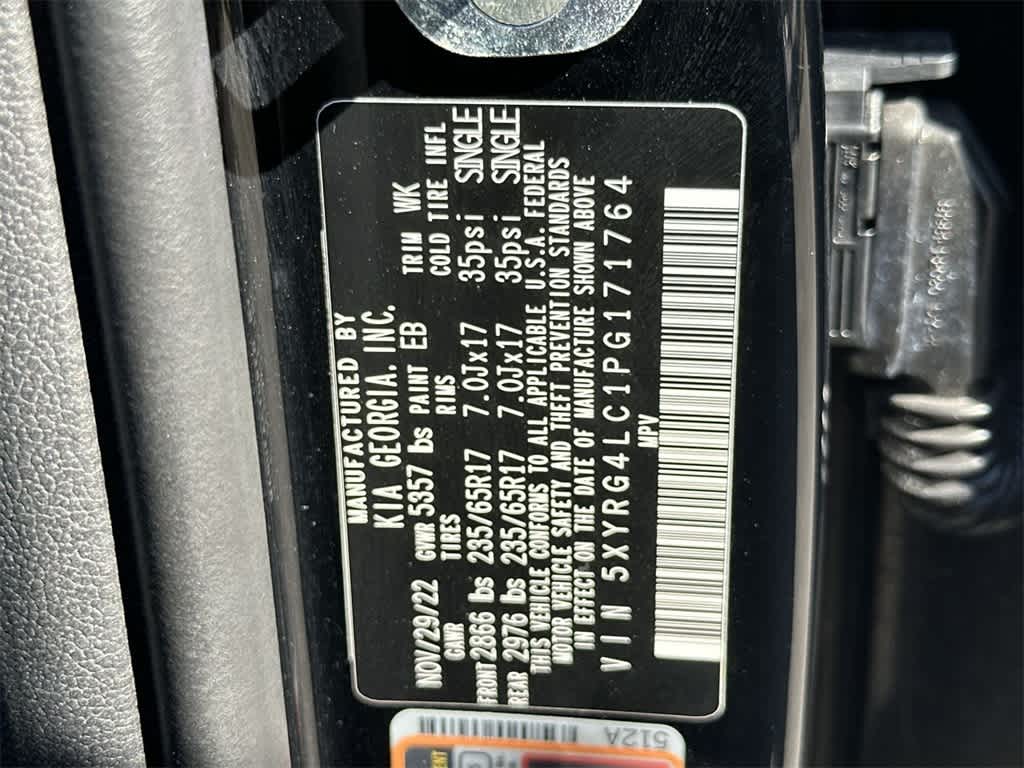 MANUFACTURED BY
KIA GEORGIA. INC.
NOV/29/22 GVWR 5357 bs PAINT EB TRIM WK
GAWR TIRES RIMS COLD TIRE INFL
FRONT 2866 bs 235/65R17 7.0Jx17 35psi SINGLE
REAR 2976 bs 235/65R17 7.0Jx17 35psi SINGLE
THIS VEHICLE CONFORMS TO ALL APPLICABLE U.S.A. FEDERAL
MOTOR VEHICLE SAFETY AND THEFT PREVENTION STANDARDS
IN EFFECT ON THE DATE OF MANUFACTURE SHOWN ABOVE
VIN 5XYRG4LC1PG171764
MPV
512A